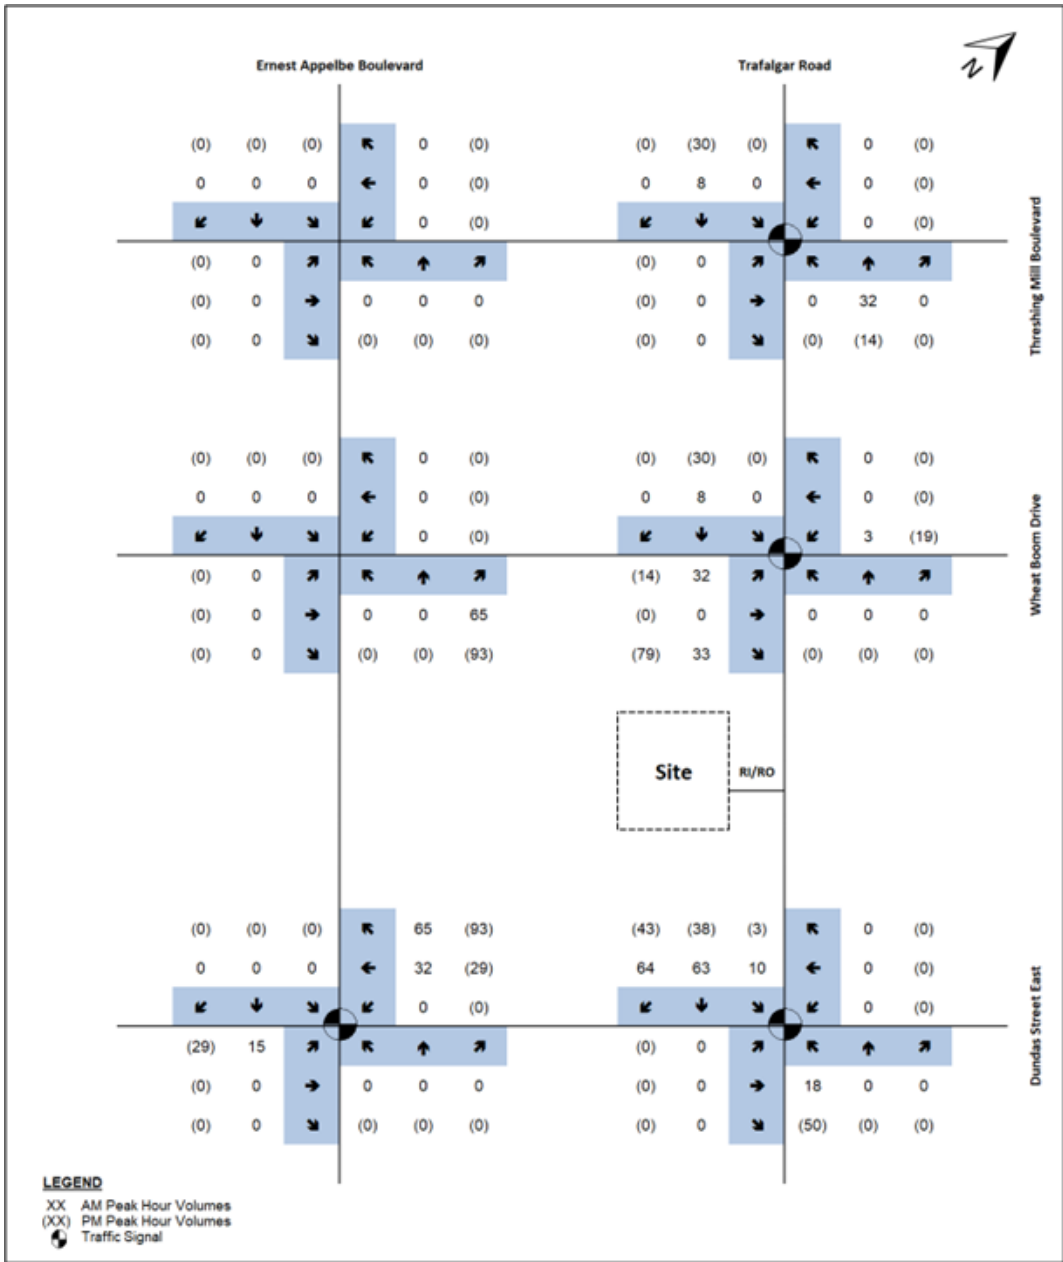 Ernest Appelbe Boulevard Trafalgar Road
N
(0) (0) (0) 0 (0) (0) (30) (0) 0 (0)
0 0 0 0 (0) 0 8 0 0 (0)
0 (0) 0 (0)
(0) 0 (0) 0
(0) 0 0 0 0 (0) 0 0 32 0
(0) 0 (0) (0) (0) (0) 0 (0) (14) (0)
Threshing Mill Boulevard
(0) (0) (0) 0 (0) (0) (30) (0) 0 (0)
0 0 0 0 (0) 0 8 0 0 (0)
0 (0) 3 (19)
(0) 0 (14) 32
(0) 0 0 0 65 (0) 0 0 0 0
(0) 0 (0) (0) (93) (79) 33 (0) (0) (0)
Wheat Boom Drive
Site RI/RO
(0) (0) (0) 65 (93) (43) (38) (3) 0 (0)
0 0 0 32 (29) 64 63 10 0 (0)
0 (0) 0 (0)
(29) 15 (0) 0
(0) 0 0 0 0 (0) 0 18 0 0
(0) 0 (0) (0) (0) (0) 0 (50) (0) (0)
Dundas Street East
LEGEND
XX AM Peak Hour Volumes
(XX) PM Peak Hour Volumes
Traffic Signal